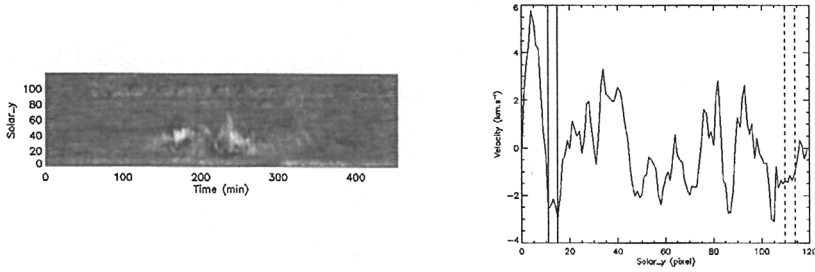 Solar_y
100
80
60
40
20
0
0 100 200 300 400
Time (min)
Velocity (km.s⁻¹)
6
4
2
0
−2
−4
0 20 40 60 80 100 120
Solar_y (pixel)